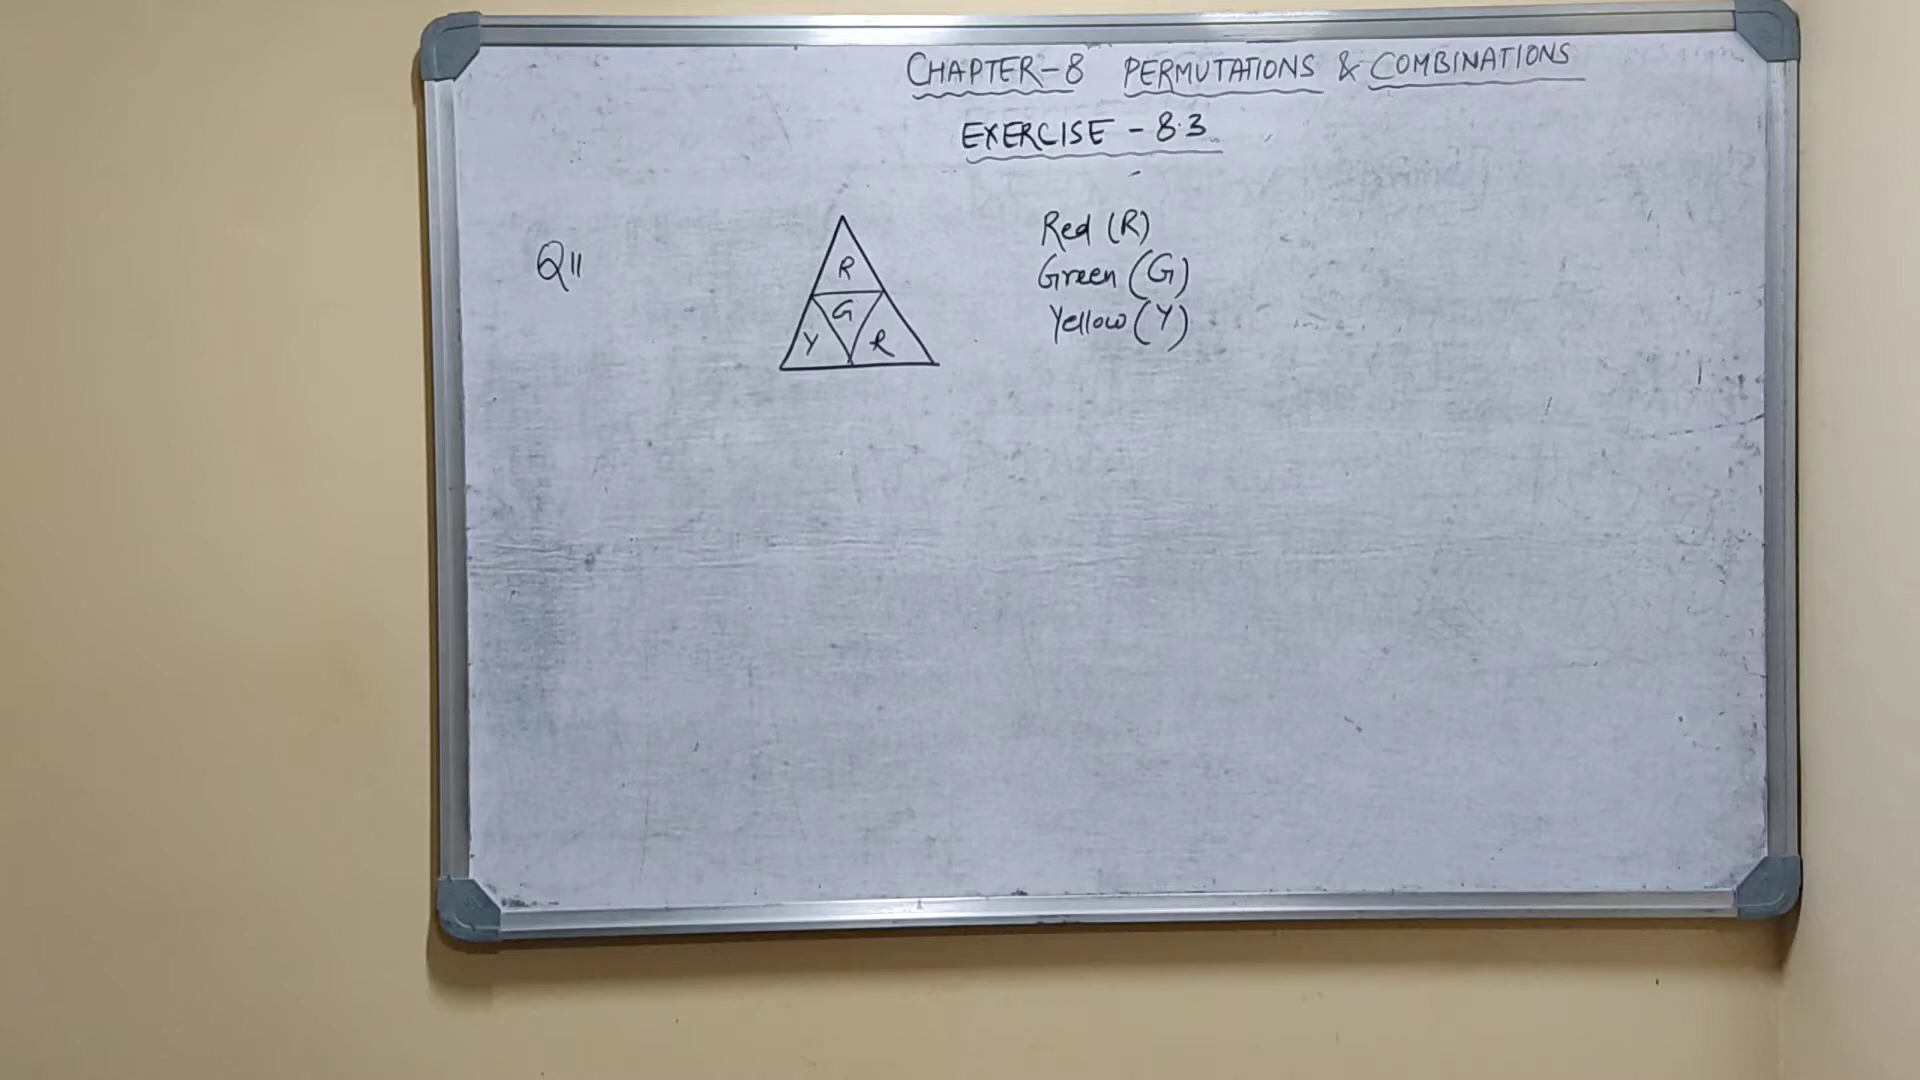 CHAPTER-8 PERMUTATIONS & COMBINATIONS
EXERCISE - 8.3
Q11
R
G
Y R
Red (R)
Green (G)
Yellow (Y)